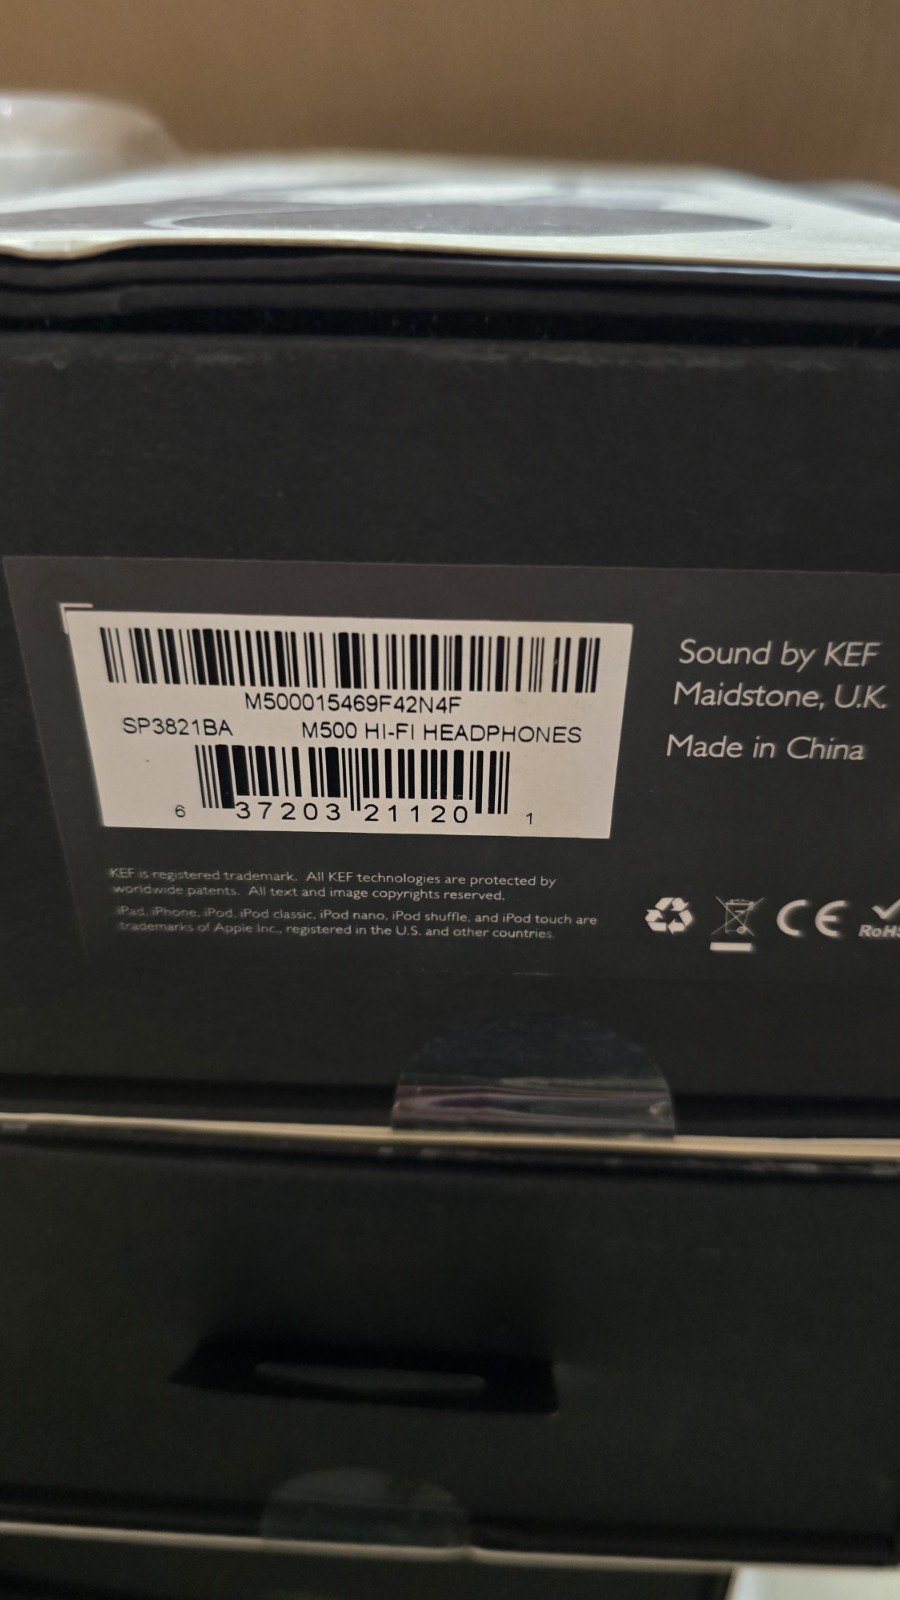 M500015469F42N4F
SP3821BA M500 HI-FI HEADPHONES
6 37203 21120 1
Sound by KEF
Maidstone, U.K.
Made in China
KEF is registered trademark. All KEF technologies are protected by
worldwide patents. All text and image copyrights reserved.
iPad, iPhone, iPod, iPod classic, iPod nano, iPod shuffle, and iPod touch are
trademarks of Apple Inc., registered in the U.S. and other countries.
CE
RoHS